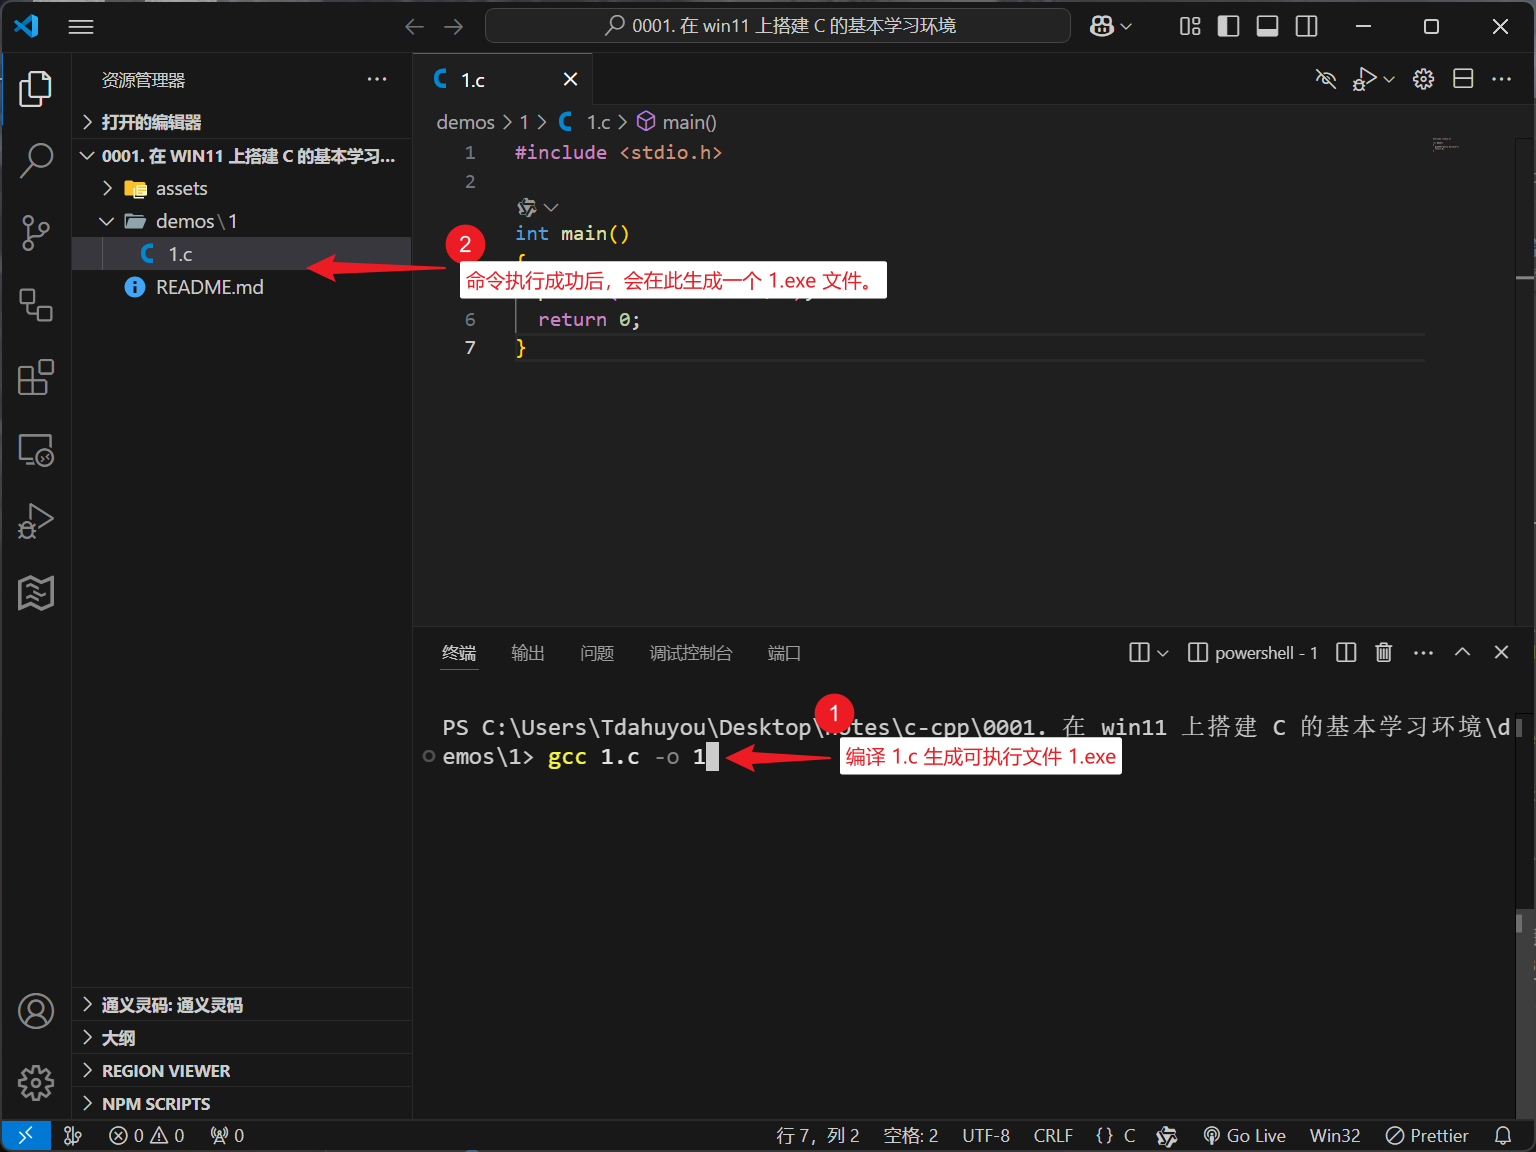 0001. 在 win11 上搭建 C 的基本学习环境
资源管理器
打开的编辑器
0001. 在 WIN11 上搭建 C 的基本学习...
assets
demos\1
1.c
README.md
通义灵码: 通义灵码
大纲
REGION VIEWER
NPM SCRIPTS
1.c
demos > 1 > 1.c > main()
1 #include <stdio.h>
2
int main()
{
2
命令执行成功后，会在此生成一个 1.exe 文件。
6 return 0;
7 }
终端 输出 问题 调试控制台 端口
powershell - 1
PS C:\Users\Tdahuyou\Desktop\notes\c-cpp\0001. 在 win11 上搭建 C 的基本学习环境\d
emos\1> gcc 1.c -o 1
1
编译 1.c 生成可执行文件 1.exe
0 0 0
行 7，列 2 空格: 2 UTF-8 CRLF {} C Go Live Win32 Prettier